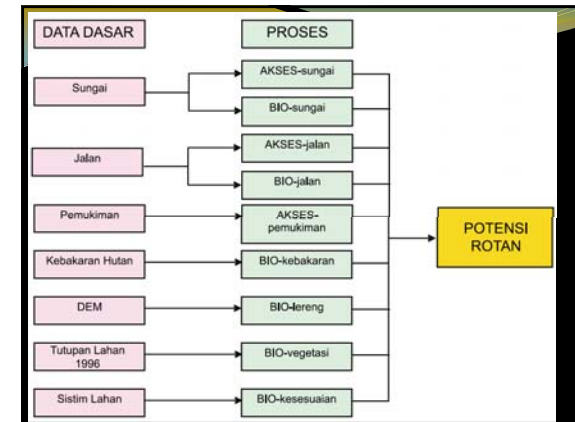 DATA DASAR
PROSES
Sungai
AKSES-sungai
BIO-sungai
Jalan
AKSES-jalan
BIO-jalan
Pemukiman
AKSES-
pemukiman
Kebakaran Hutan
BIO-kebakaran
DEM
BIO-lereng
Tutupan Lahan
1996
BIO-vegetasi
Sistim Lahan
BIO-kesesuaian
POTENSI
ROTAN